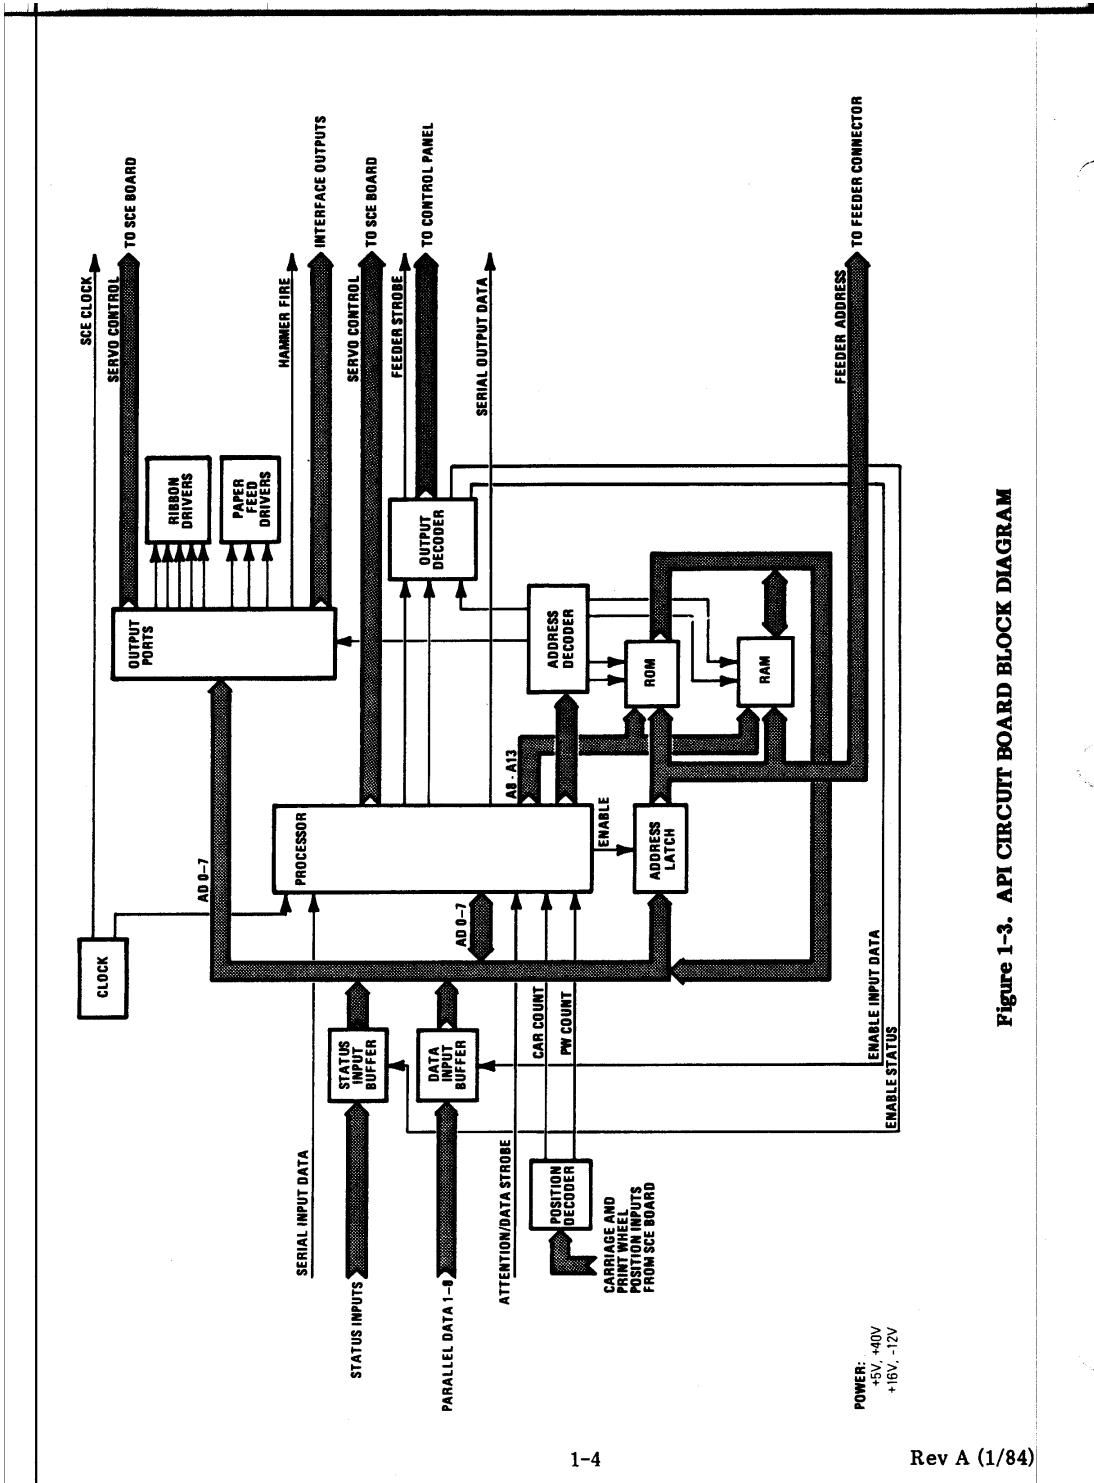 SCE CLOCK
SERVO CONTROL
TO SCE BOARD
RIBBON
DRIVERS
PAPER
FEED
DRIVERS
HAMMER FIRE
INTERFACE OUTPUTS
OUTPUT
PORTS
SERVO CONTROL
TO SCE BOARD
FEEDER STROBE
TO CONTROL PANEL
OUTPUT
DECODER
SERIAL OUTPUT DATA
CLOCK
AD 0-7
PROCESSOR
AD 0-7
A8 - A13
ENABLE
ADDRESS
DECODER
ROM
RAM
ADDRESS
LATCH
FEEDER ADDRESS
TO FEEDER CONNECTOR
SERIAL INPUT DATA
STATUS INPUTS
STATUS
INPUT
BUFFER
PARALLEL DATA 1-8
DATA
INPUT
BUFFER
ATTENTION/DATA STROBE
CAR COUNT
PW COUNT
POSITION
DECODER
CARRIAGE AND
PRINT WHEEL
POSITION INPUTS
FROM SCE BOARD
ENABLE INPUT DATA
ENABLE STATUS
POWER:
+5V, +40V
+16V, -12V
Figure 1-3. API CIRCUIT BOARD BLOCK DIAGRAM
1-4
Rev A (1/84)